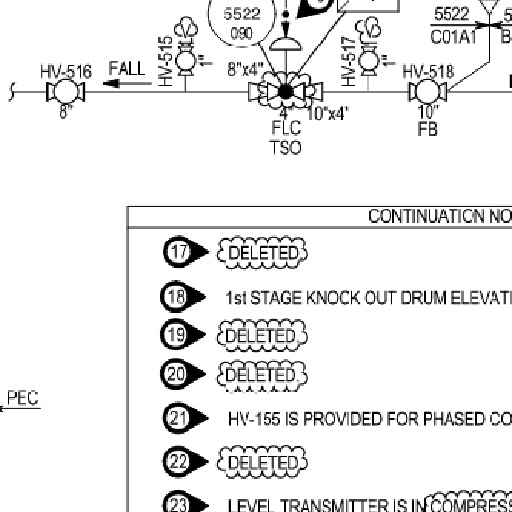 5522
090
5522
C01A1
HV-515
HV-517
HV-516
FALL
8"x4"
HV-518
8"
4"
10"x4"
10"
FLC
FB
TSO
CONTINUATION NO
17 DELETED
18 1st STAGE KNOCK OUT DRUM ELEVATI
19 DELETED
20 DELETED
PEC
21 HV-155 IS PROVIDED FOR PHASED CO
22 DELETED
23 LEVEL TRANSMITTER IS IN COMPRESS